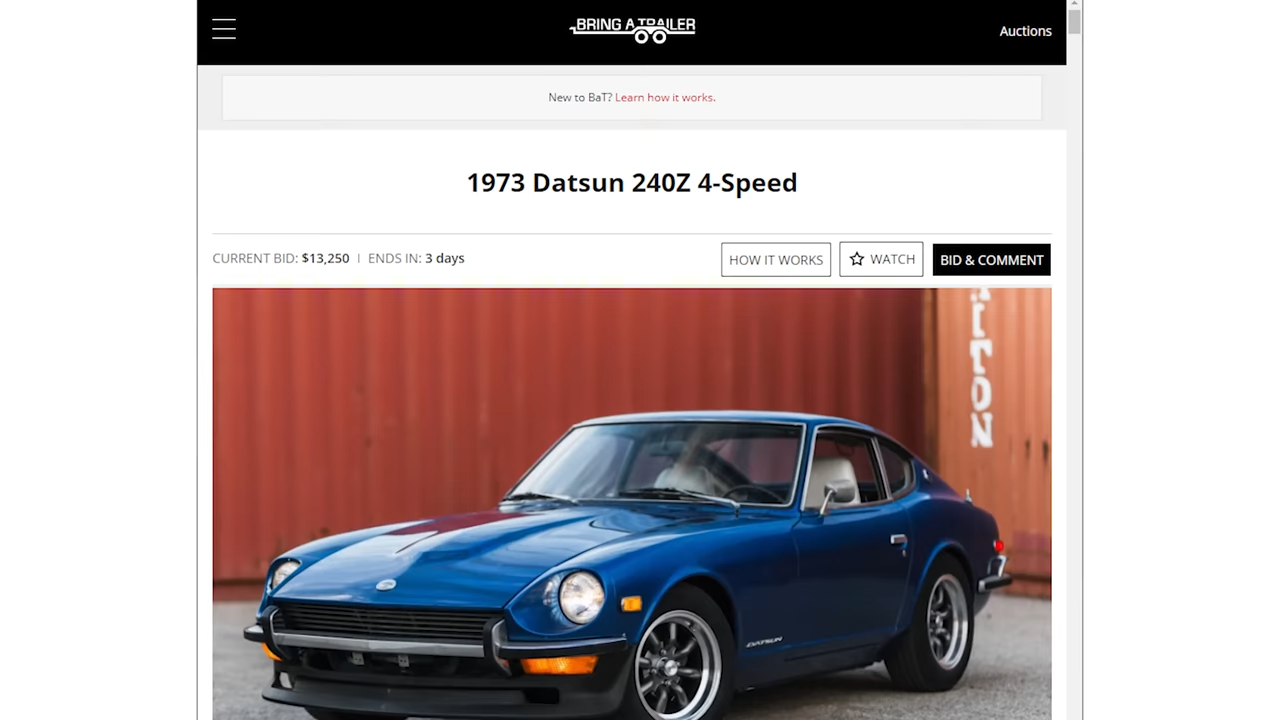 BRING A TRAILER
Auctions
New to BaT? Learn how it works.
1973 Datsun 240Z 4-Speed
CURRENT BID: $13,250 | ENDS IN: 3 days
HOW IT WORKS
WATCH
BID & COMMENT
DATSUN